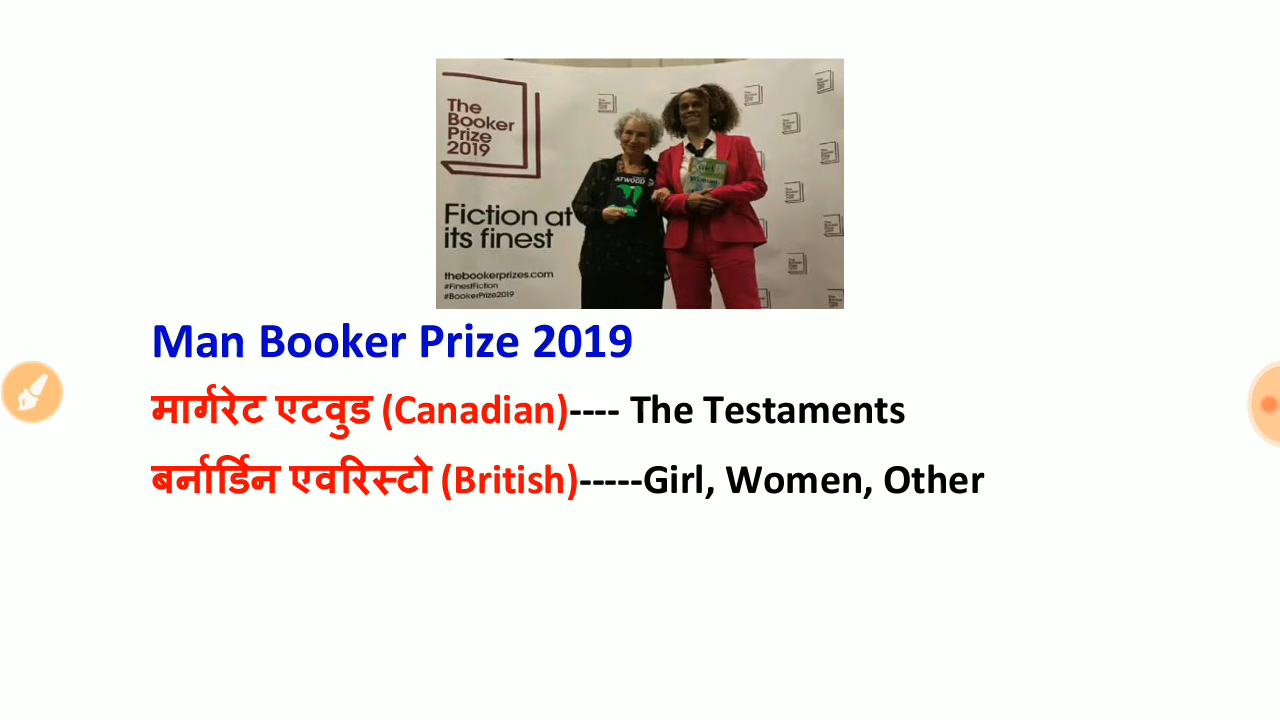 The
Booker
Prize
2019
Fiction at
its finest
thebookerprizes.com
#FinestFiction
#BookerPrize2019
ATWOOD
Man Booker Prize 2019
मार्गरेट एटवुड (Canadian)---- The Testaments
बर्नार्डिन एवरिस्टो (British)-----Girl, Women, Other